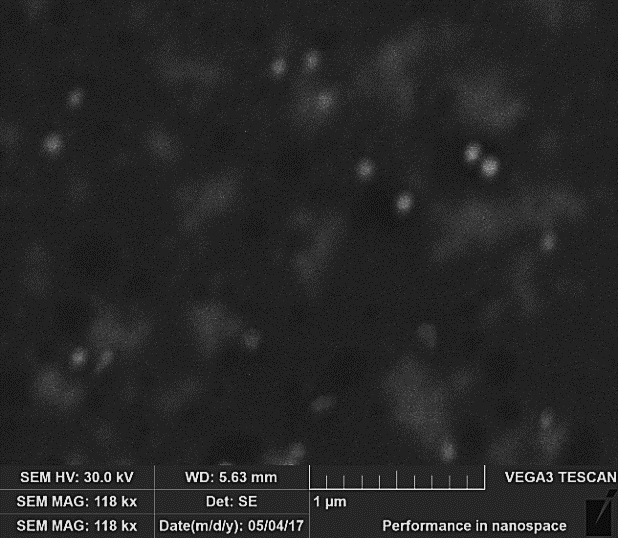 SEM HV: 30.0 kV WD: 5.63 mm VEGA3 TESCAN
SEM MAG: 118 kx Det: SE 1 µm
SEM MAG: 118 kx Date(m/d/y): 05/04/17 Performance in nanospace